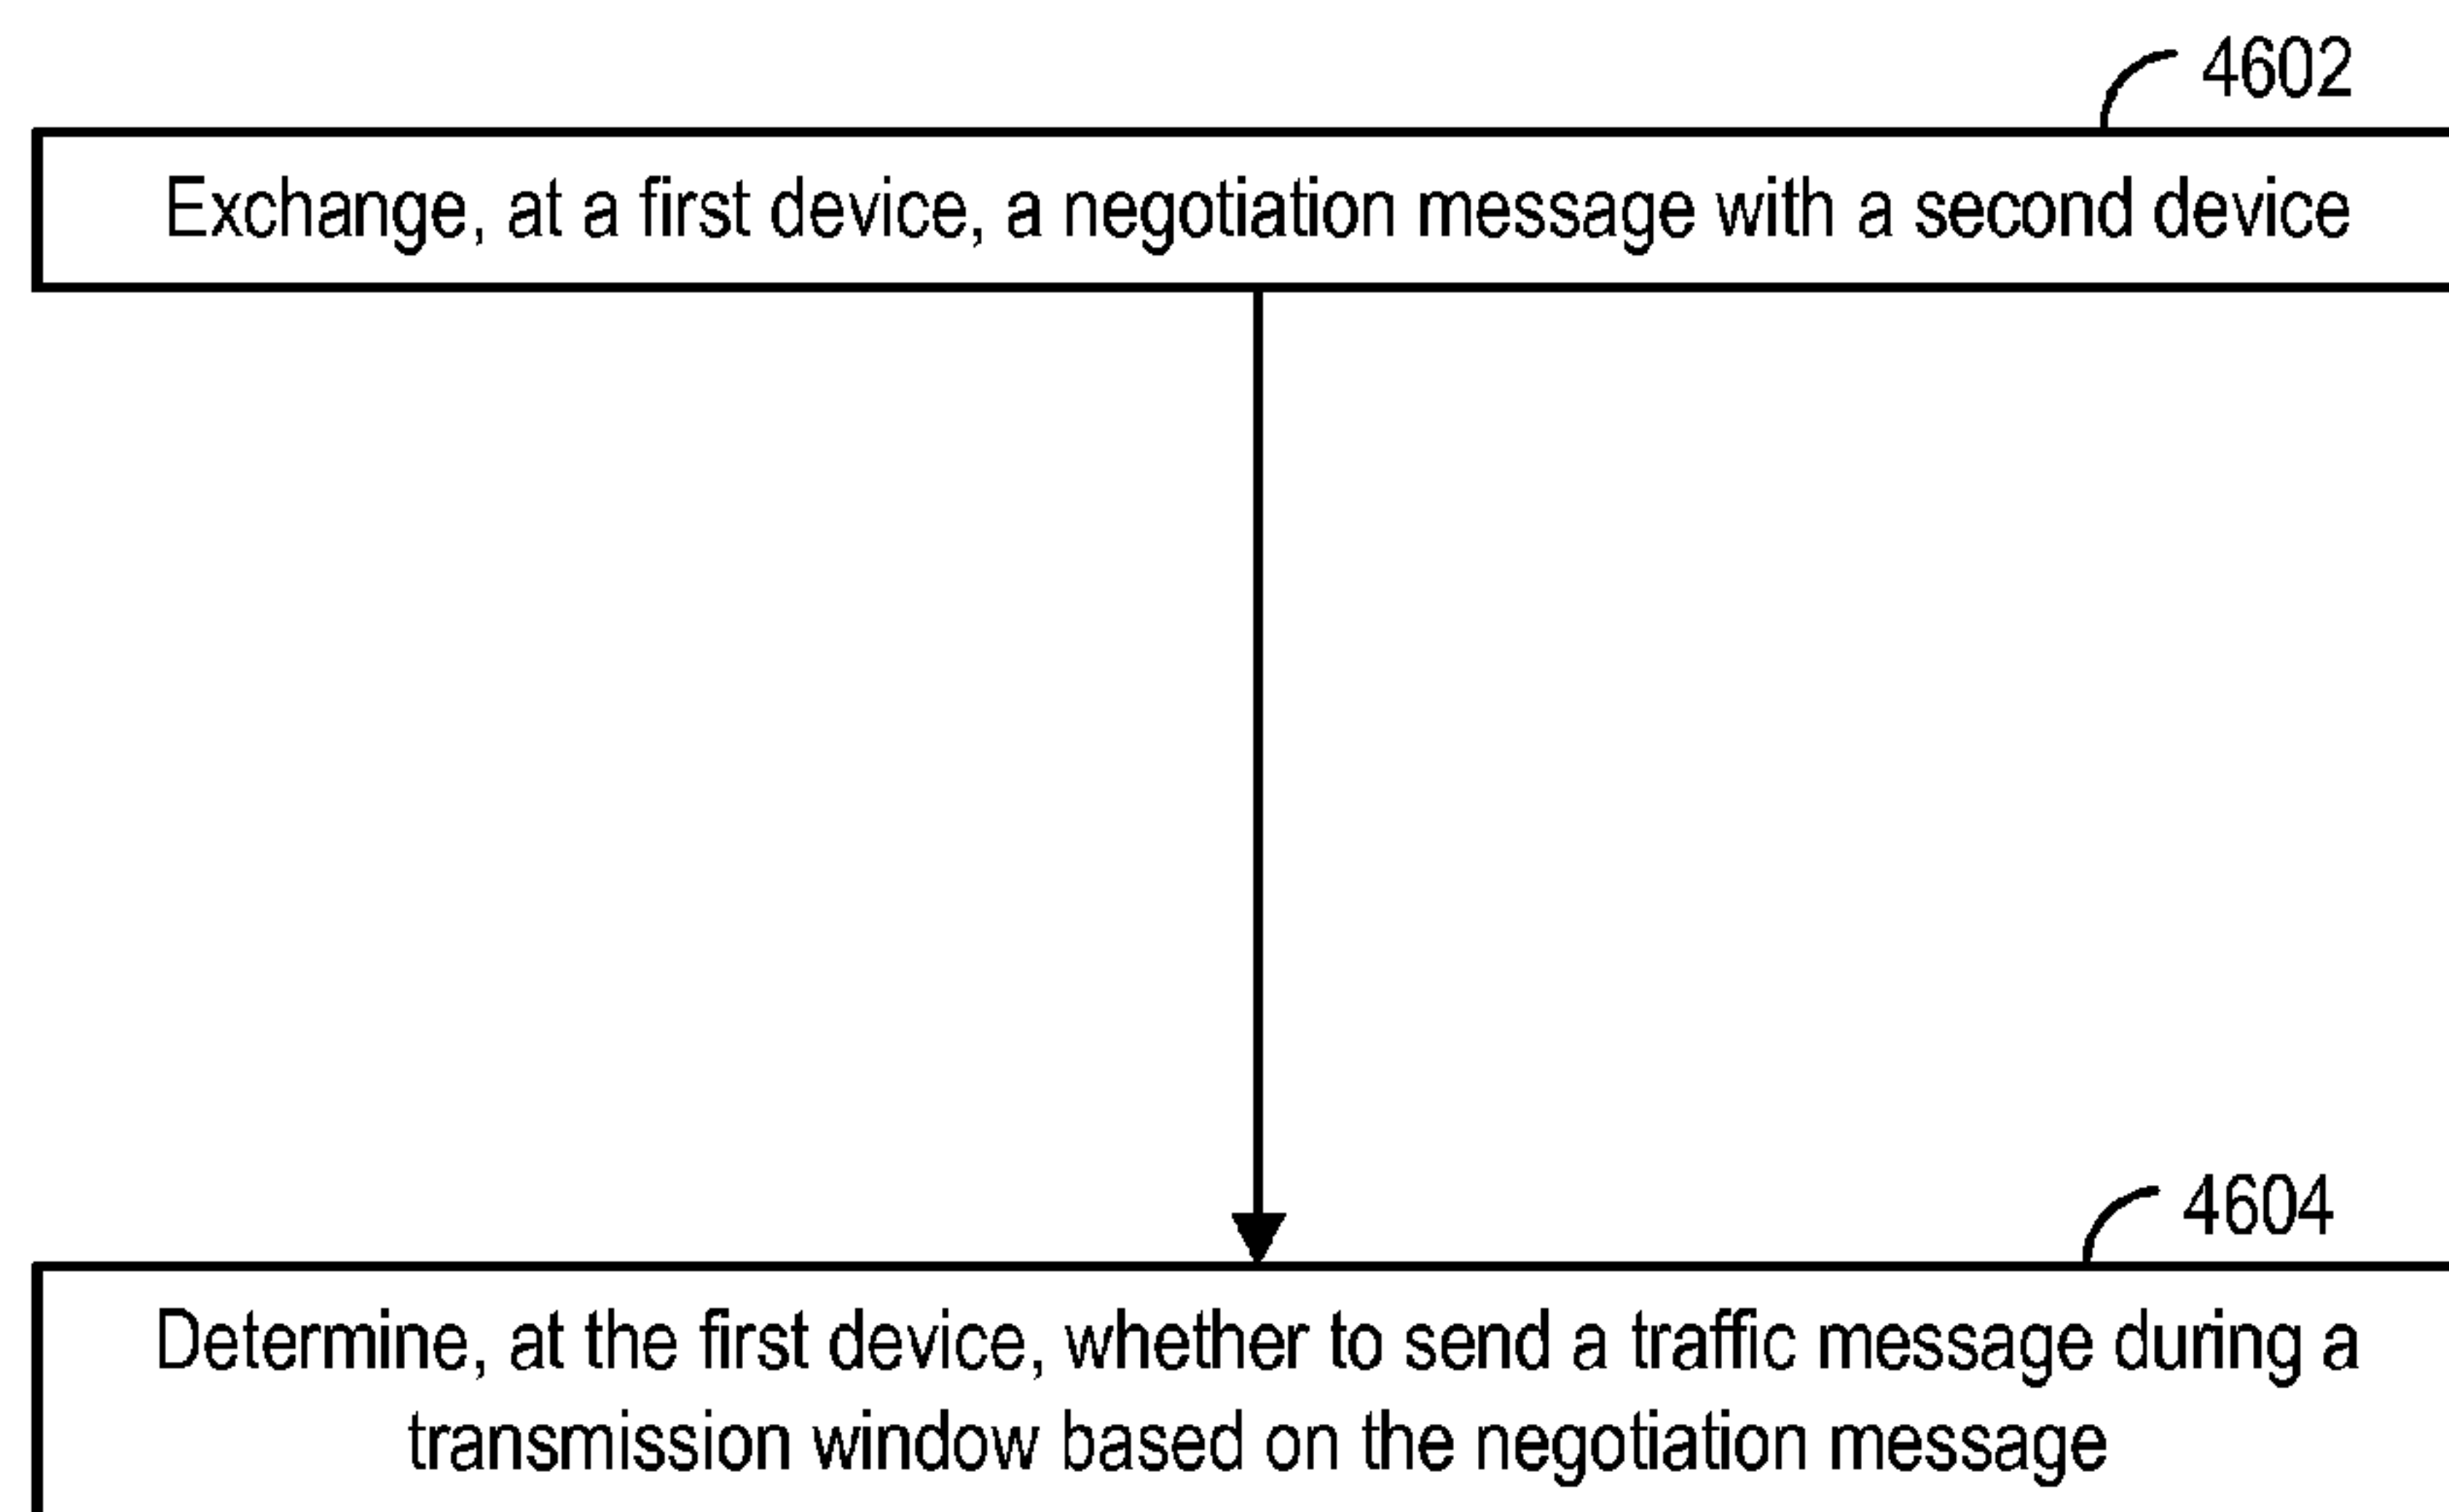 4602
Exchange, at a first device, a negotiation message with a second device
4604
Determine, at the first device, whether to send a traffic message during a
transmission window based on the negotiation message